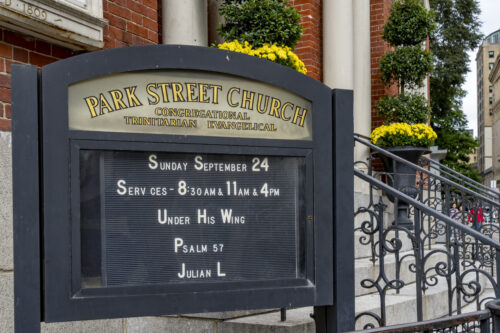 PARK STREET CHURCH
CONGREGATIONAL
TRINITARIAN EVANGELICAL
SUNDAY SEPTEMBER 24
SERVICES - 8:30AM & 11AM & 4PM
UNDER HIS WING
PSALM 57
JULIAN L